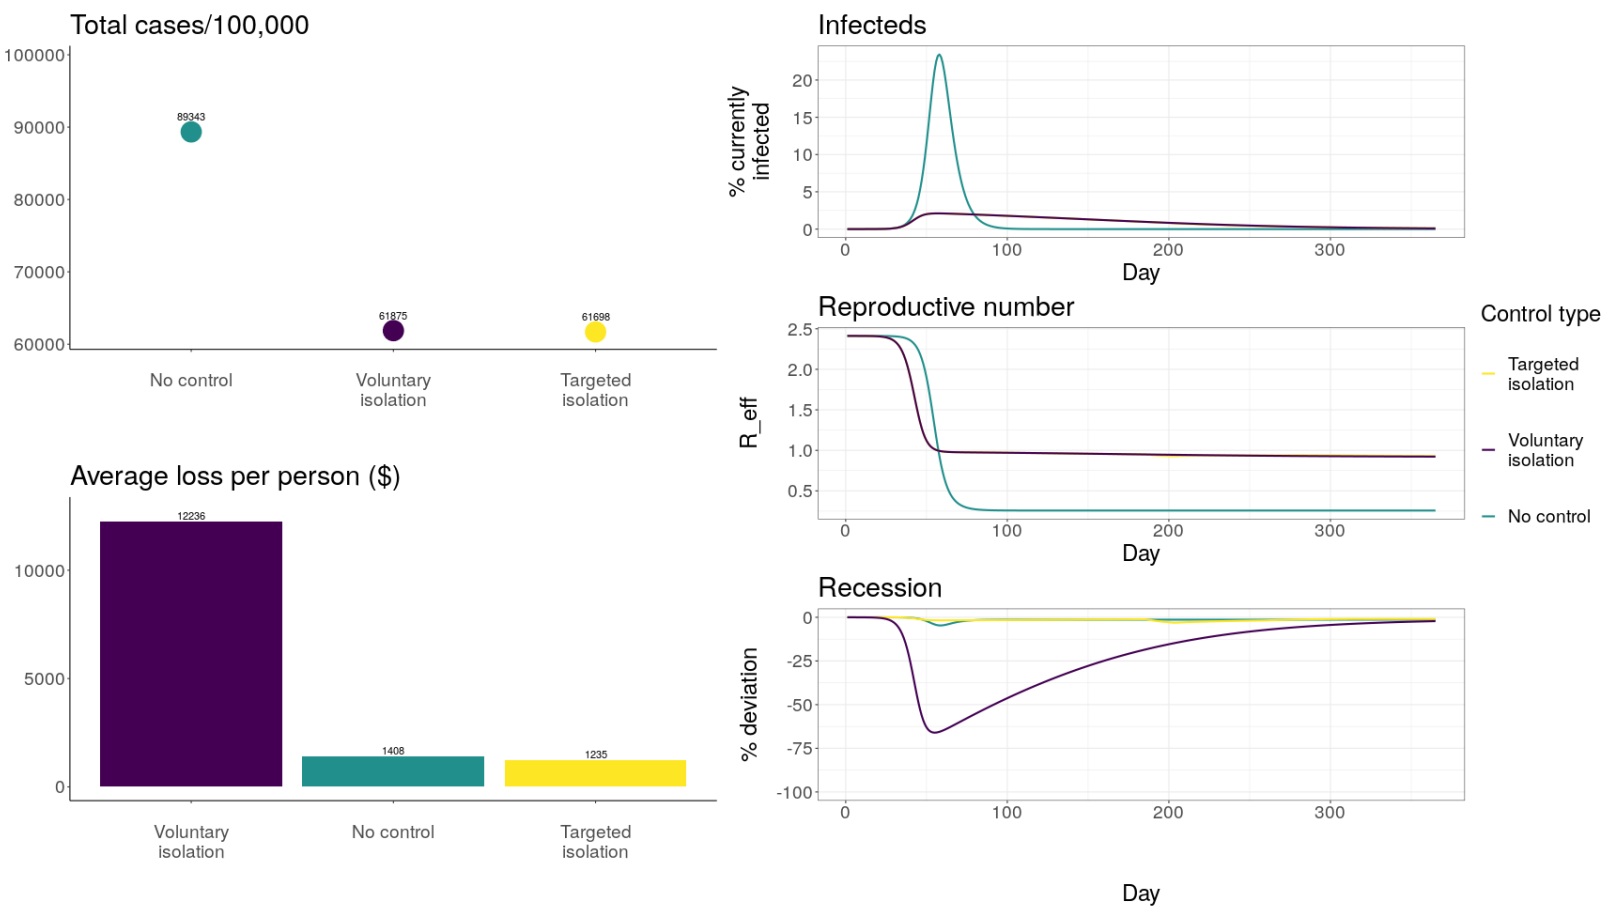 Total cases/100,000
100000
90000
80000
70000
60000
89343
61875
61698
No control
Voluntary
isolation
Targeted
isolation
Average loss per person ($)
10000
5000
0
12236
1408
1235
Voluntary
isolation
No control
Targeted
isolation
Infecteds
% currently
infected
20
15
10
5
0
0 100 200 300
Day
Reproductive number
R_eff
2.5
2.0
1.5
1.0
0.5
0 100 200 300
Day
Recession
% deviation
0
-25
-50
-75
-100
0 100 200 300
Day
Control type
Targeted
isolation
Voluntary
isolation
No control